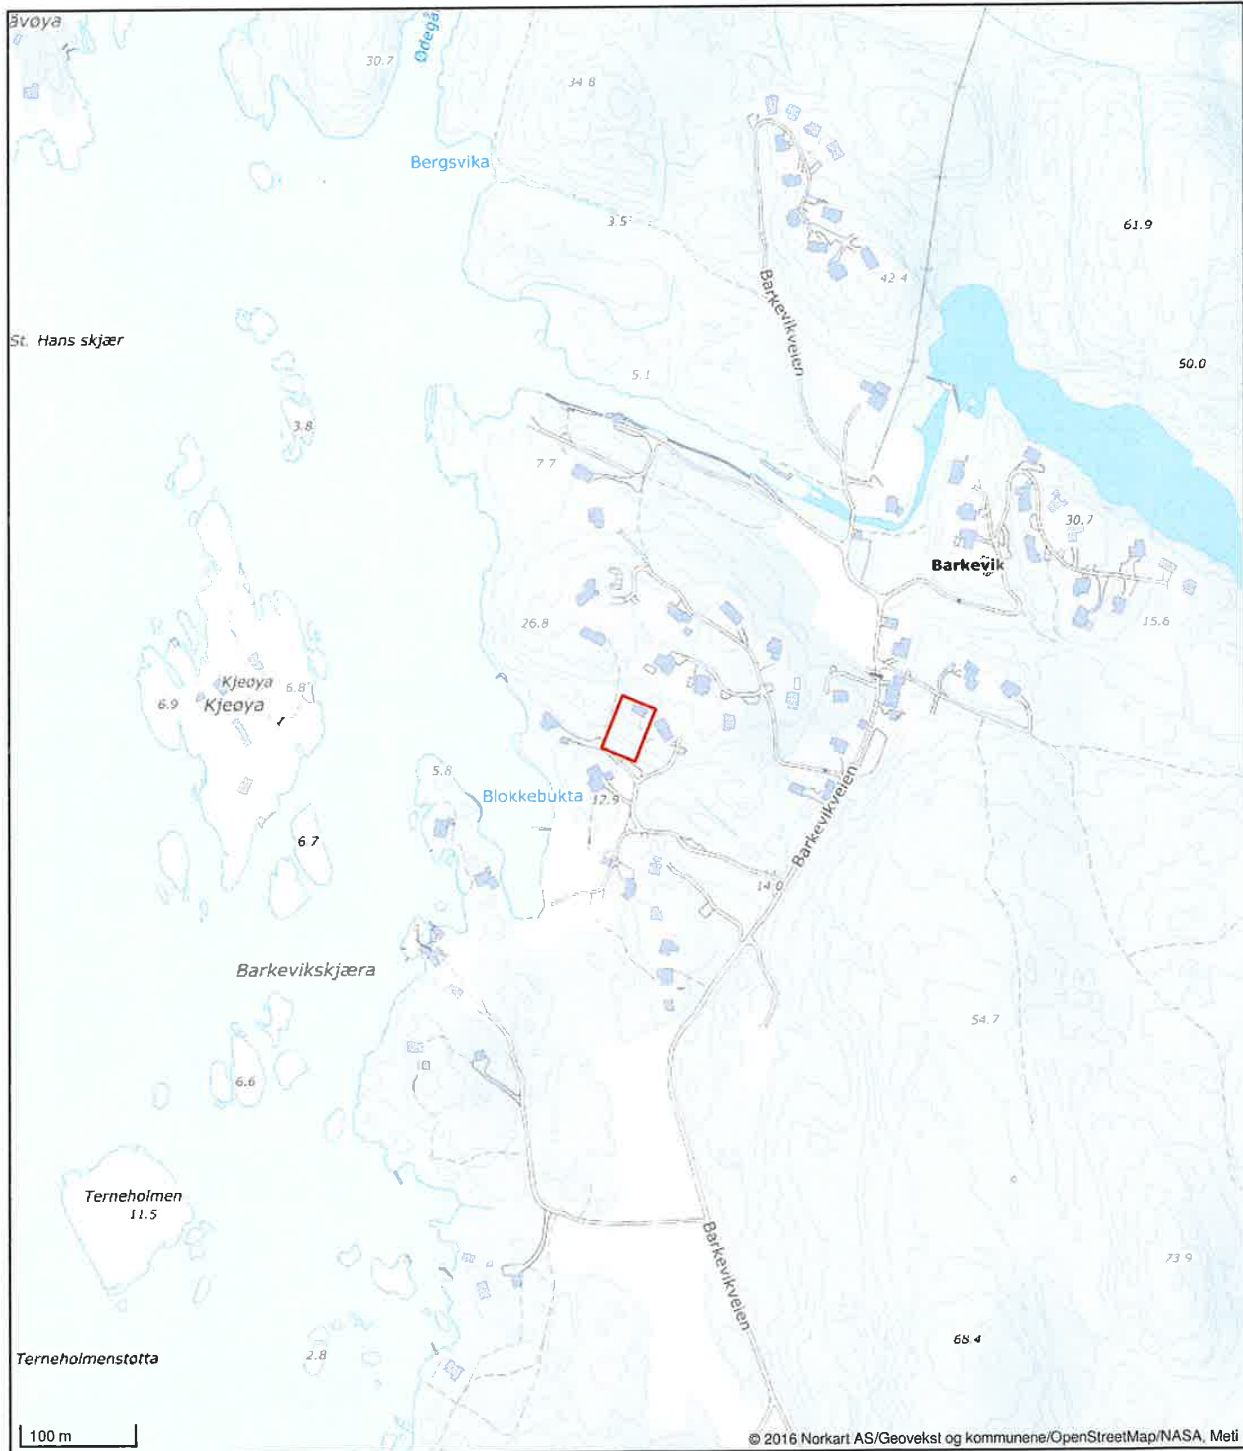 åvøya
Ødegå
30.7
34.8
Bergsvika
3.5
61.9
42.4
Barkevikveien
St. Hans skjær
50.0
5.1
3.8
7.7
30.7
Barkevik
15.6
26.8
Kjeøya
6.8
6.9
Kjeøya
5.8
Blokkebukta
12.9
Barkevikveien
6.7
14.0
Barkevikskjæra
54.7
6.6
Terneholmen
11.5
Barkevikveien
73.9
68.4
Terneholmenstøtta
2.8
100 m
© 2016 Norkart AS/Geovekst og kommunene/OpenStreetMap/NASA, Meti